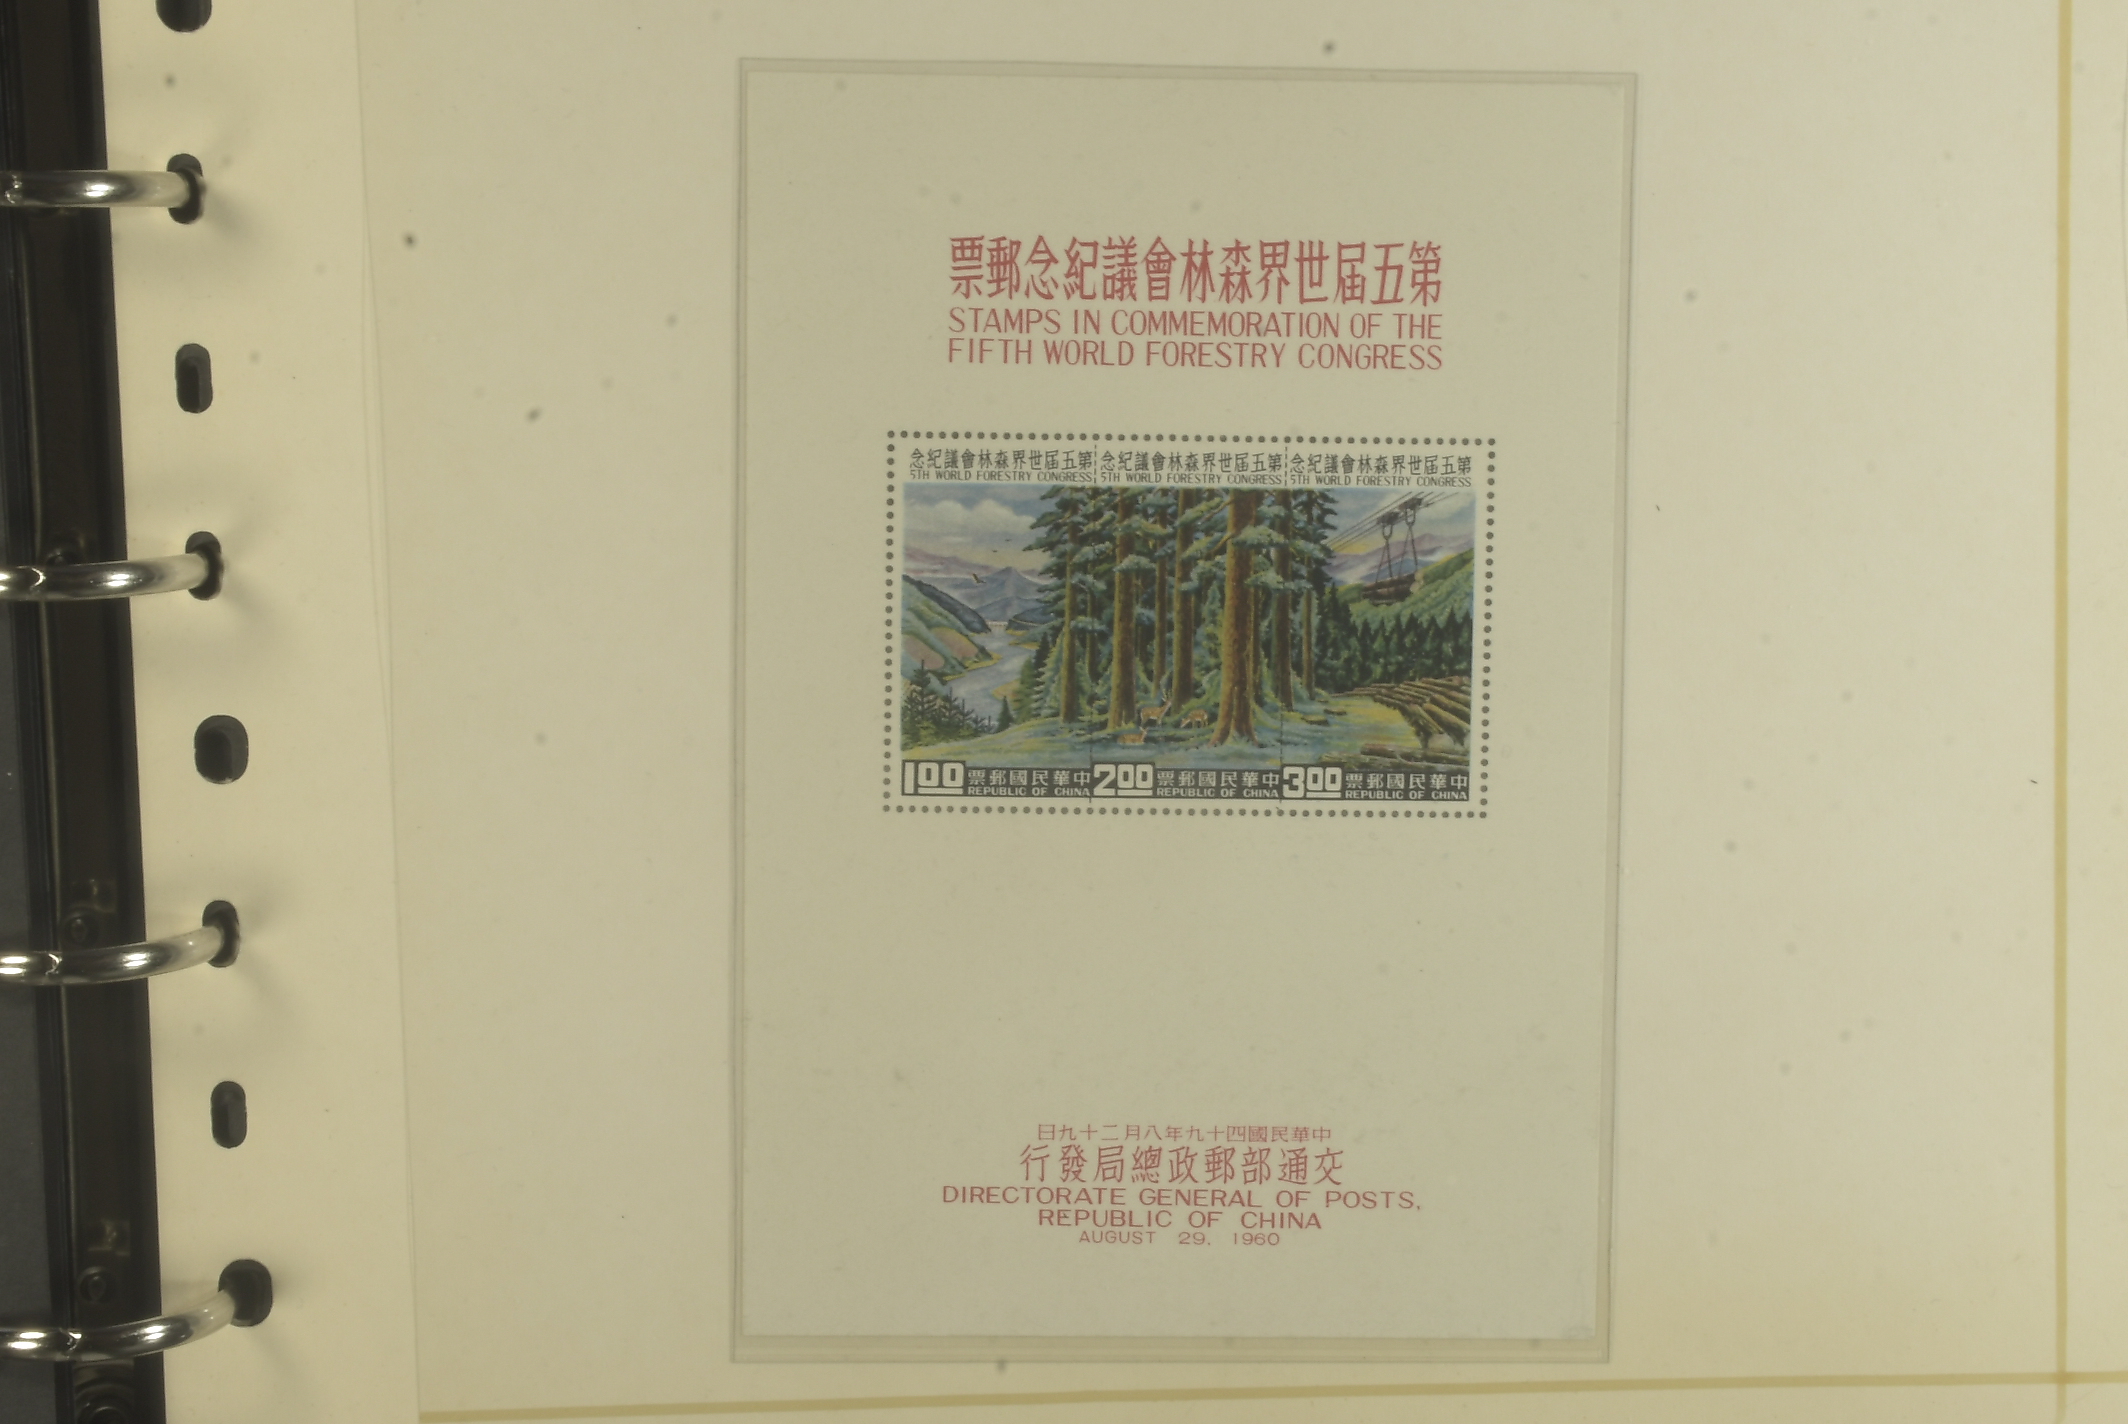 第五屆世界森林會議紀念郵票
STAMPS IN COMMEMORATION OF THE
FIFTH WORLD FORESTRY CONGRESS
第五屆世界森林會議紀念
5TH WORLD FORESTRY CONGRESS
第五屆世界森林會議紀念
5TH WORLD FORESTRY CONGRESS
第五屆世界森林會議紀念
5TH WORLD FORESTRY CONGRESS
1.00 中華民國郵票
REPUBLIC OF CHINA
2.00 中華民國郵票
REPUBLIC OF CHINA
3.00 中華民國郵票
REPUBLIC OF CHINA
中華民國四十九年八月二十九日
交通部郵政總局發行
DIRECTORATE GENERAL OF POSTS,
REPUBLIC OF CHINA
AUGUST 29, 1960